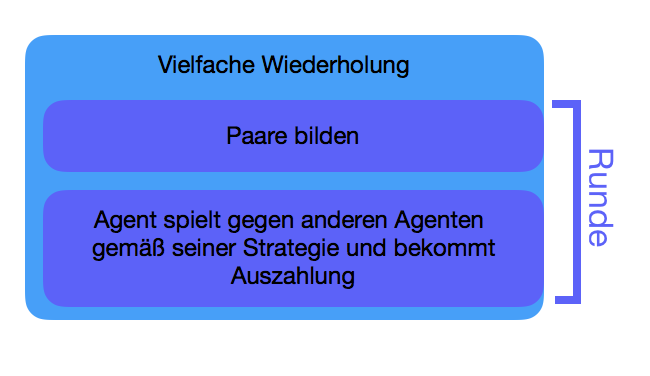 Vielfache Wiederholung
Paare bilden
Agent spielt gegen anderen Agenten
gemäß seiner Strategie und bekommt
Auszahlung
Runde